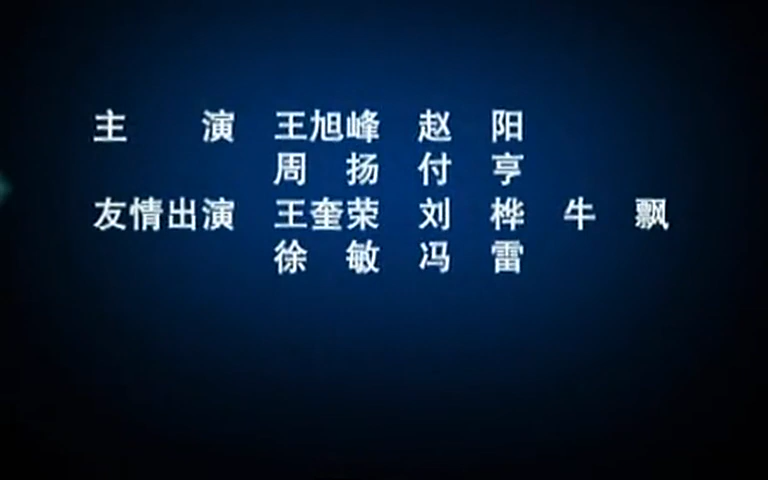 主　　演　王旭峰　赵　阳
周　扬　付　亨
友情出演　王奎荣　刘　桦　牛　飘
徐　敏　冯　雷